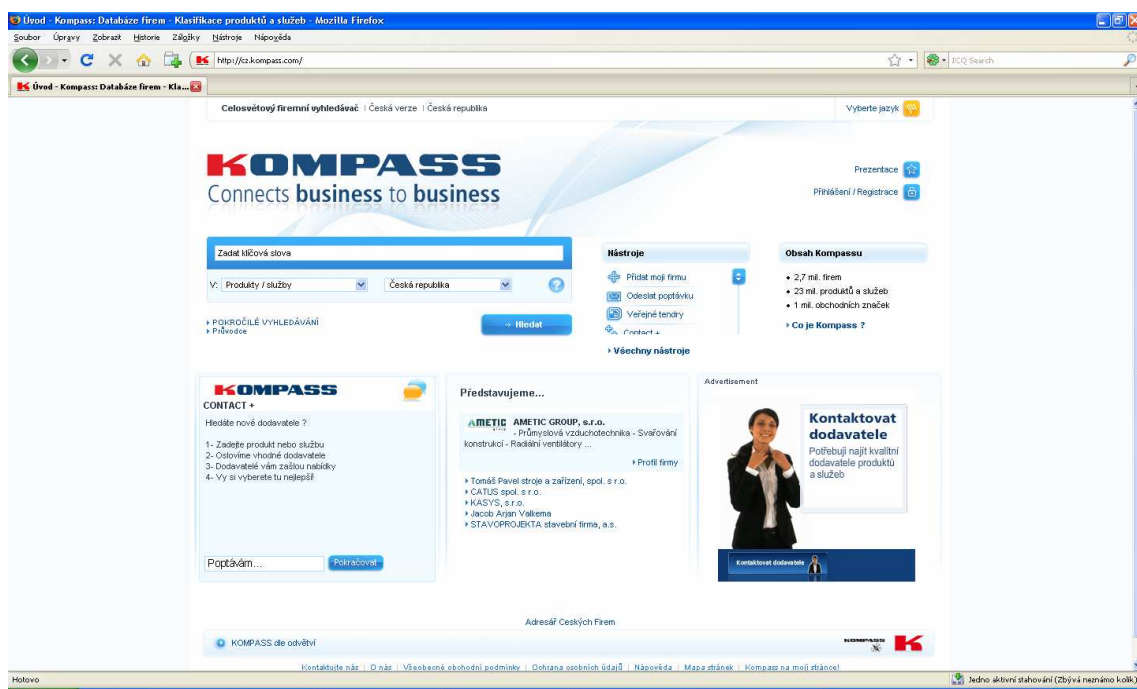 Úvod - Kompass: Databáze firem - Klasifikace produktů a služeb - Mozilla Firefox
Soubor Úpravy Zobrazit Historie Záložky Nástroje Nápověda
http://cz.kompass.com/
ICQ Search
Úvod - Kompass: Databáze firem - Kla...
Celosvětový firemní vyhledávač | Česká verze | Česká republika
Vyberte jazyk
KOMPASS
Connects business to business
Prezentace
Přihlášení / Registrace
Zadat klíčová slova
V: Produkty / služby
Česká republika
POKROČILÉ VYHLEDÁVÁNÍ
Průvodce
Hledat
Nástroje
Přidat moji firmu
Odeslat poptávku
Veřejné tendry
Contact +
Všechny nástroje
Obsah Kompassu
2,7 mil. firem
23 mil. produktů a služeb
1 mil. obchodních značek
Co je Kompass ?
KOMPASS
CONTACT +
Hledáte nové dodavatele ?
1- Zadejte produkt nebo službu
2- Oslovíme vhodné dodavatele
3- Dodavatelé vám zašlou nabídky
4- Vy si vyberete tu nejlepší!
Poptávám...
Pokračovat
Představujeme...
AMETIC AMETIC GROUP, s.r.o.
- Průmyslová vzduchotechnika - Svařování
konstrukcí - Radiální ventilátory ...
Profil firmy
Tomáš Pavel stroje a zařízení, spol. s r.o.
CATUS spol. s r.o.
KASYS, s.r.o.
Jacob Arjan Valkema
STAVOPROJEKTA stavební firma, a.s.
Advertisement
Kontaktovat
dodavatele
Potřebuji najít kvalitní
dodavatele produktů
a služeb
Kontaktovat dodavatele
Adresář Českých Firem
KOMPASS dle odvětví
KOMPASS
Kontaktujte nás | O nás | Všeobecné obchodní podmínky | Ochrana osobních údajů | Nápověda | Mapa stránek | Kompass na moji stránce!
Hotovo
Jedno aktivní stahování (Zbývá neznámo kolik)